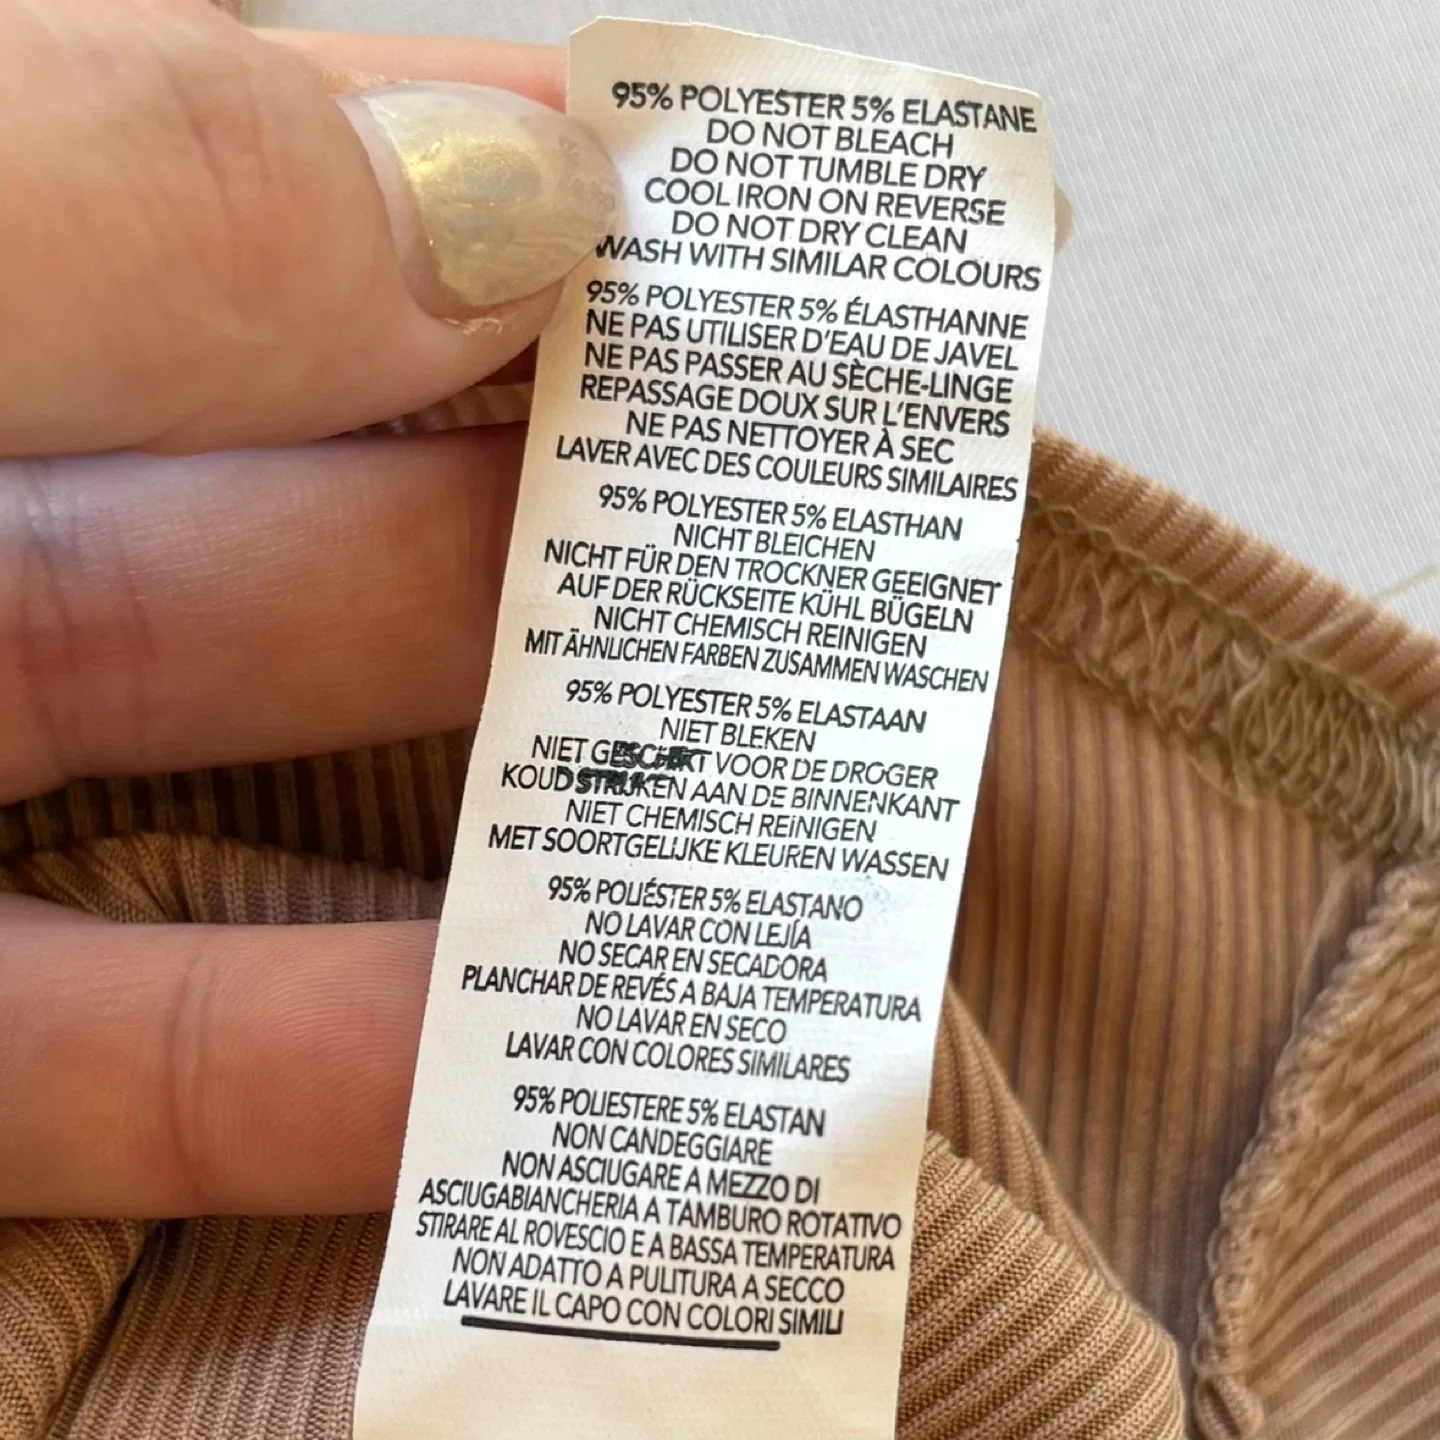 95% POLYESTER 5% ELASTANE
DO NOT BLEACH
DO NOT TUMBLE DRY
COOL IRON ON REVERSE
DO NOT DRY CLEAN
WASH WITH SIMILAR COLOURS
95% POLYESTER 5% ÉLASTHANNE
NE PAS UTILISER D'EAU DE JAVEL
NE PAS PASSER AU SÈCHE-LINGE
REPASSAGE DOUX SUR L'ENVERS
NE PAS NETTOYER À SEC
LAVER AVEC DES COULEURS SIMILAIRES
95% POLYESTER 5% ELASTHAN
NICHT BLEICHEN
NICHT FÜR DEN TROCKNER GEEIGNET
AUF DER RÜCKSEITE KÜHL BÜGELN
NICHT CHEMISCH REINIGEN
MIT ÄHNLICHEN FARBEN ZUSAMMEN WASCHEN
95% POLYESTER 5% ELASTAAN
NIET BLEKEN
NIET VOOR DE DROGER
KOUD STRIJKEN AAN DE BINNENKANT
NIET CHEMISCH REINIGEN
MET SOORTGELIJKE KLEUREN WASSEN
95% POLIÉSTER 5% ELASTANO
NO LAVAR CON LEJÍA
NO SECAR EN SECADORA
PLANCHAR DE REVÉS A BAJA TEMPERATURA
NO LAVAR EN SECO
LAVAR CON COLORES SIMILARES
95% POLIESTERE 5% ELASTAN
NON CANDEGGIARE
NON ASCIUGARE A MEZZO DI
ASCIUGABIANCHERIA A TAMBURO ROTATIVO
STIRARE AL ROVESCIO E A BASSA TEMPERATURA
NON ADATTO A PULITURA A SECCO
LAVARE IL CAPO CON COLORI SIMILI